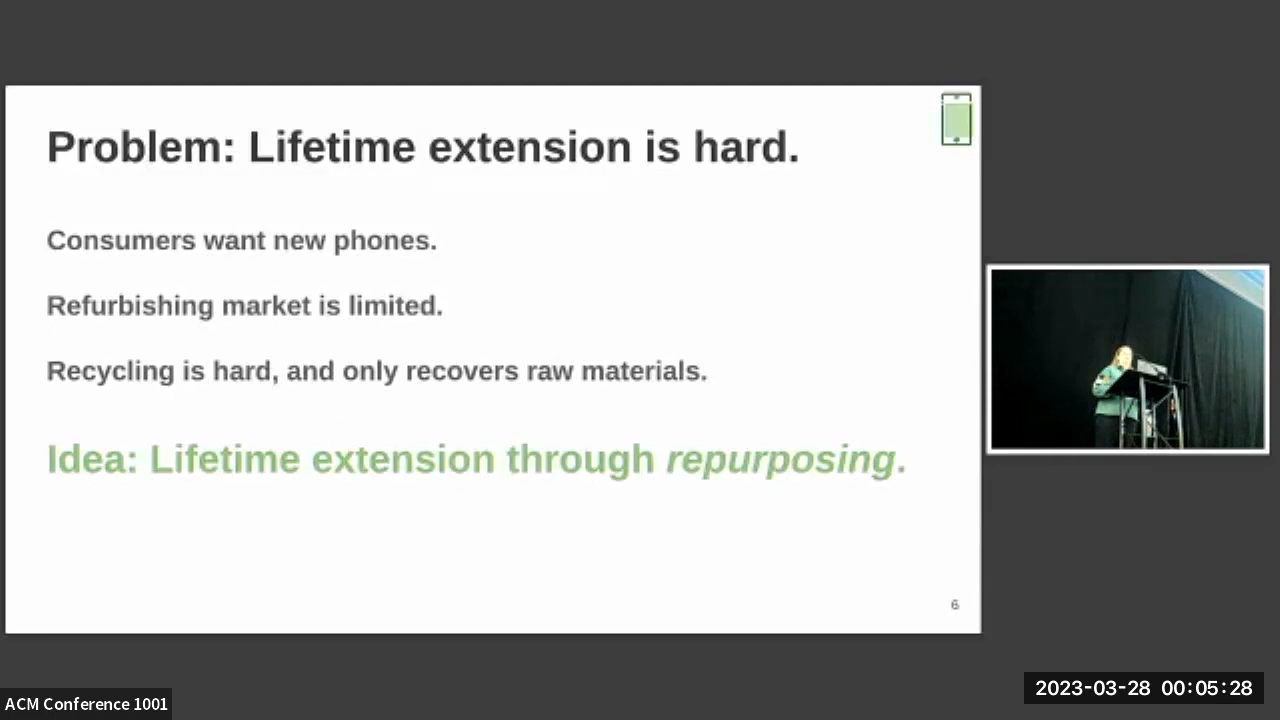 Problem: Lifetime extension is hard.
Consumers want new phones.
Refurbishing market is limited.
Recycling is hard, and only recovers raw materials.
Idea: Lifetime extension through repurposing.
6
ACM Conference 1001
2023-03-28 00:05:28